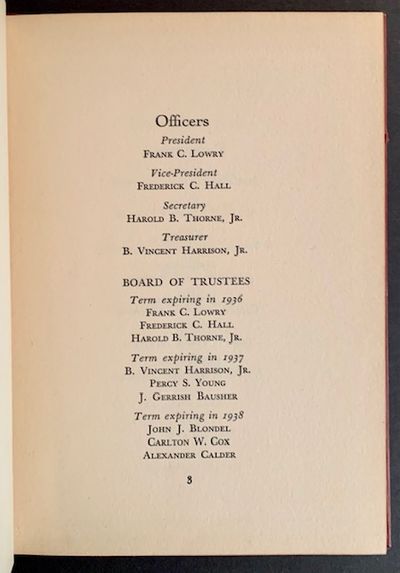 Officers
President
Frank C. Lowry
Vice-President
Frederick C. Hall
Secretary
Harold B. Thorne, Jr.
Treasurer
B. Vincent Harrison, Jr.
BOARD OF TRUSTEES
Term expiring in 1936
Frank C. Lowry
Frederick C. Hall
Harold B. Thorne, Jr.
Term expiring in 1937
B. Vincent Harrison, Jr.
Percy S. Young
J. Gerrish Bausher
Term expiring in 1938
John J. Blondel
Carlton W. Cox
Alexander Calder
8